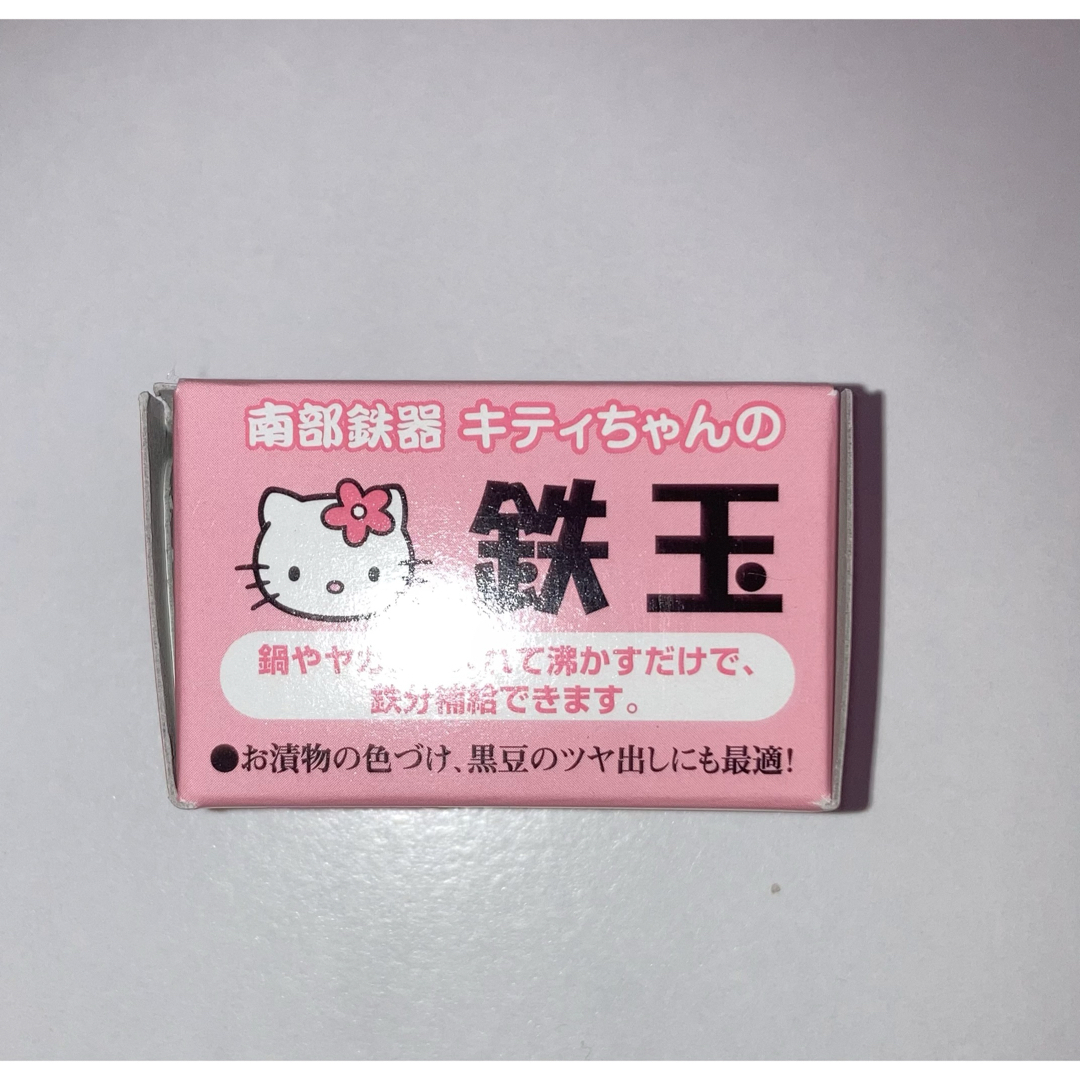 南部鉄器 キティちゃんの
鉄玉
鍋やヤ れて沸かすだけで、
鉄分補給できます。
●お漬物の色づけ、黒豆のツヤ出しにも最適!